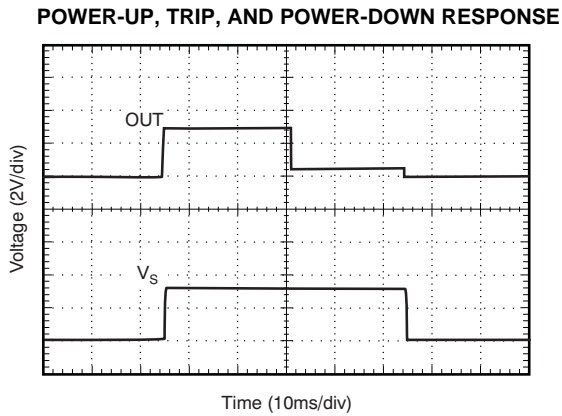 POWER-UP, TRIP, AND POWER-DOWN RESPONSE
OUT
Voltage (2V/div)
VS
Time (10ms/div)